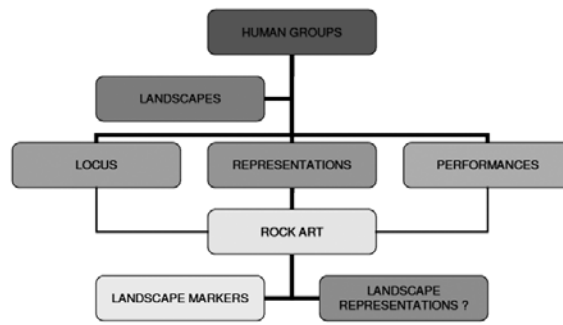 HUMAN GROUPS
LANDSCAPES
LOCUS
REPRESENTATIONS
PERFORMANCES
ROCK ART
LANDSCAPE MARKERS
LANDSCAPE
REPRESENTATIONS ?